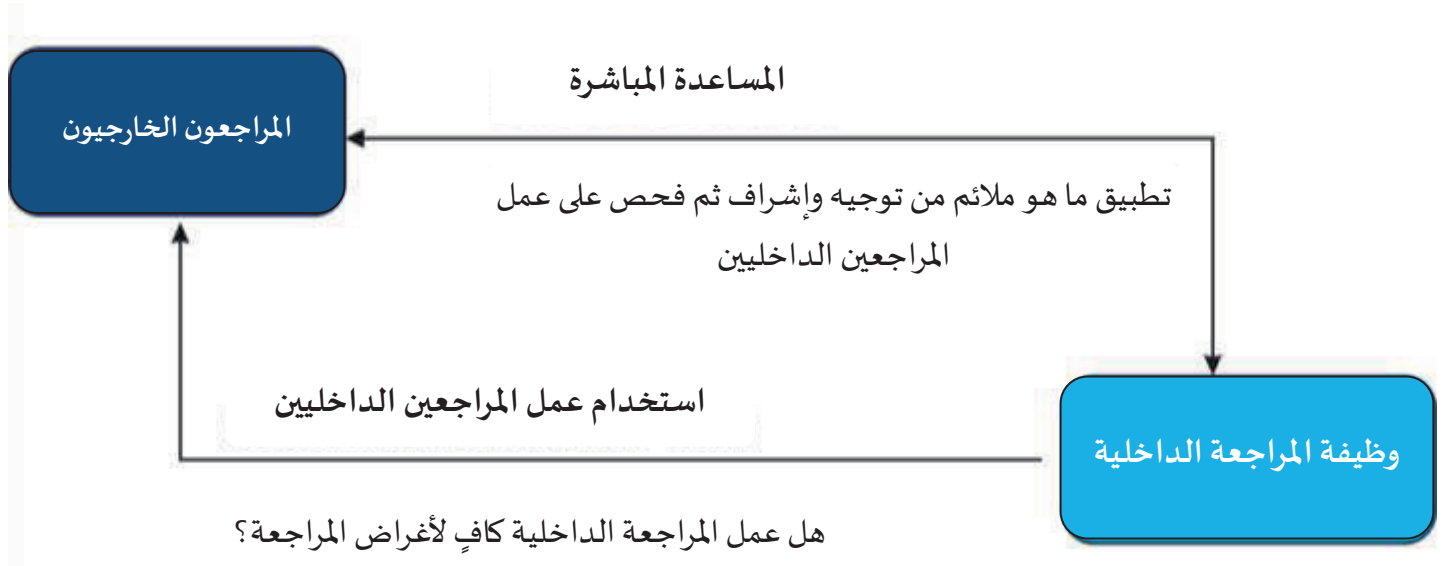 المساعدة المباشرة
المراجعون الخارجيون
تطبيق ما هو ملائم من توجيه وإشراف ثم فحص على عمل
المراجعين الداخليين
استخدام عمل المراجعين الداخليين
وظيفة المراجعة الداخلية
هل عمل المراجعة الداخلية كافٍ لأغراض المراجعة؟